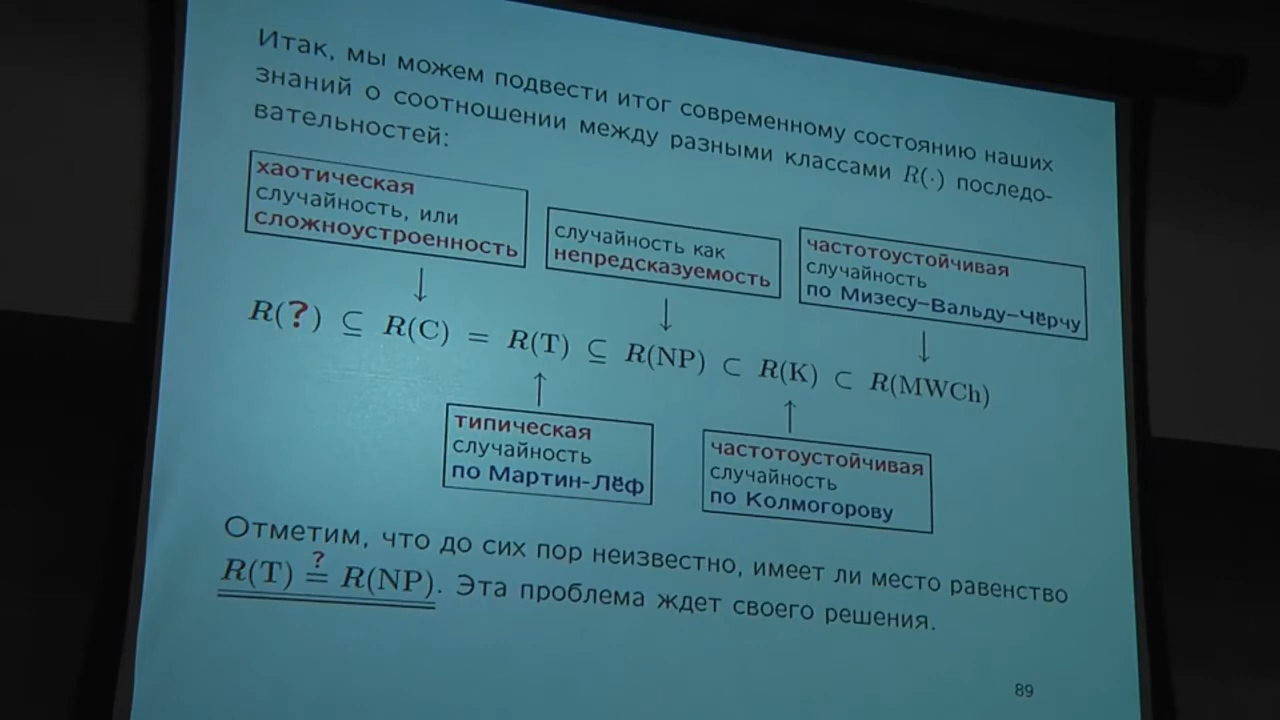 Итак, мы можем подвести итог современному состоянию наших
знаний о соотношении между разными классами R(·) последо-
вательностей:
хаотическая
случайность, или
сложноустроенность
случайность как
непредсказуемость
частотоустойчивая
случайность
по Мизесу–Вальду–Чёрчу
R(?) ⊆ R(C) = R(T) ⊆ R(NP) ⊂ R(K) ⊂ R(MWCh)
типическая
случайность
по Мартин-Лёф
частотоустойчивая
случайность
по Колмогорову
Отметим, что до сих пор неизвестно, имеет ли место равенство
R(T) ≟ R(NP). Эта проблема ждет своего решения.
89